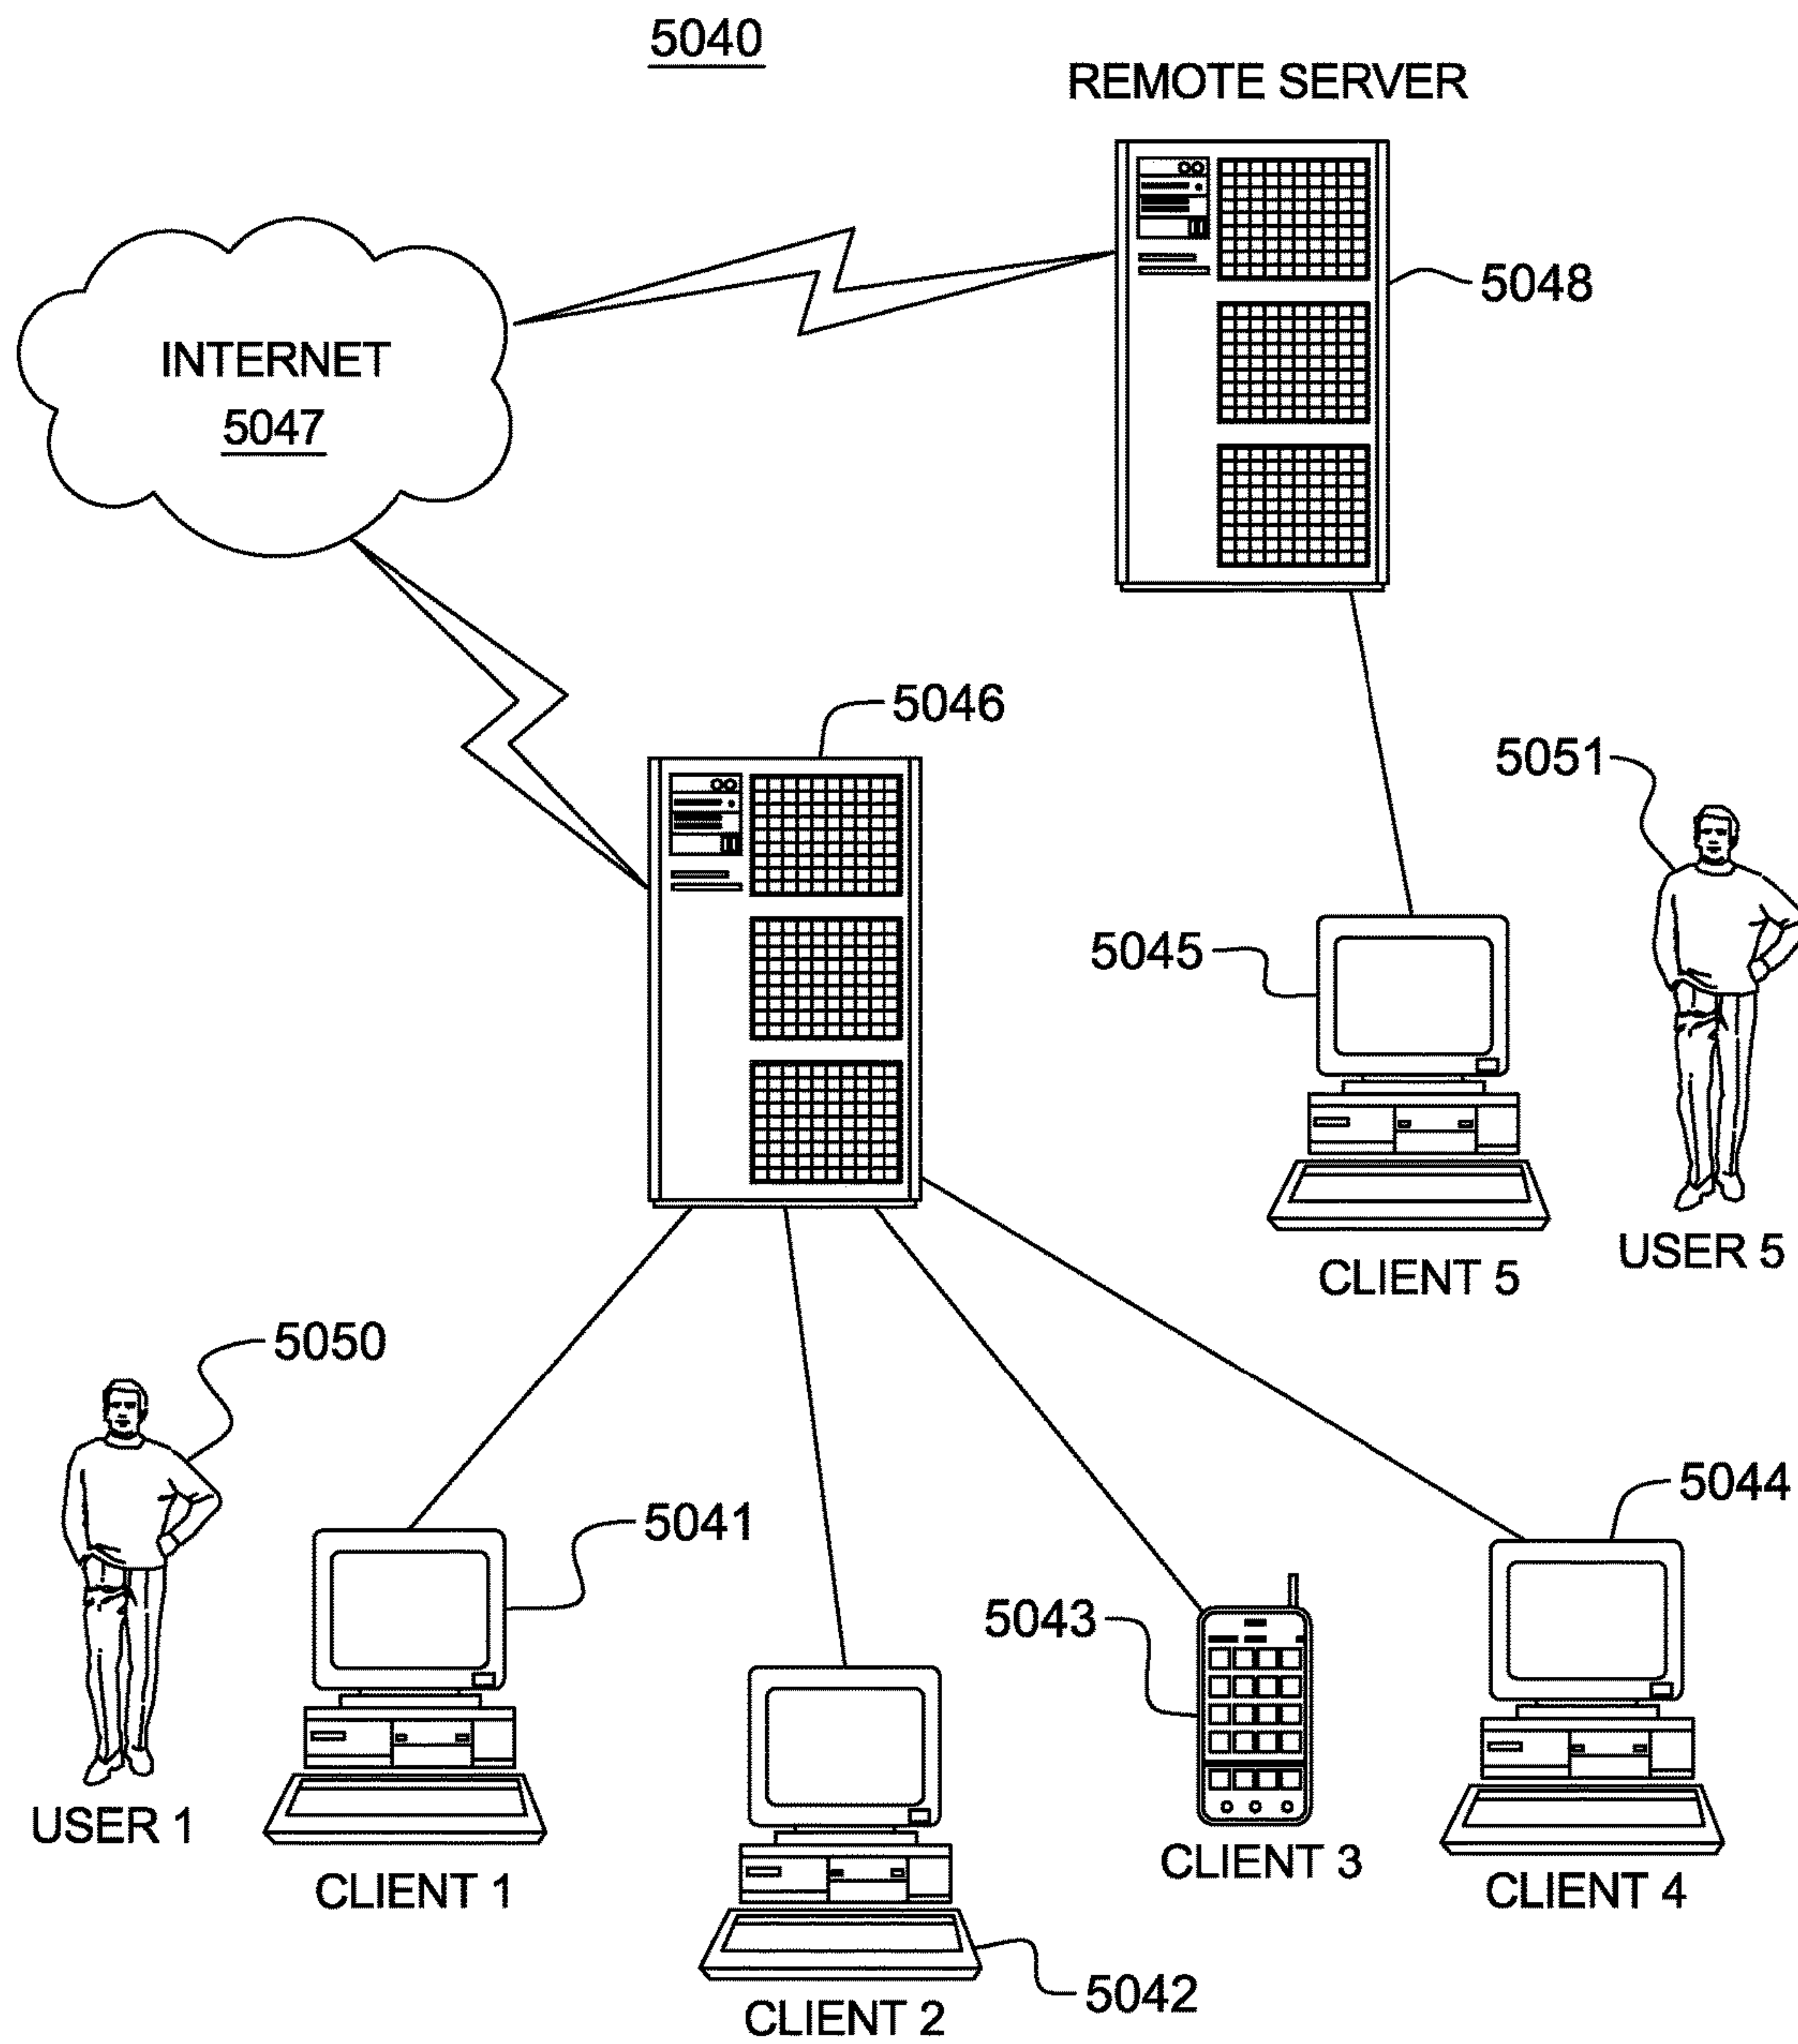 5040
REMOTE SERVER
5048
INTERNET
5047
5046
5051
5045
USER 5
CLIENT 5
5050
5044
5041
5043
USER 1
CLIENT 3
CLIENT 1
CLIENT 4
5042
CLIENT 2